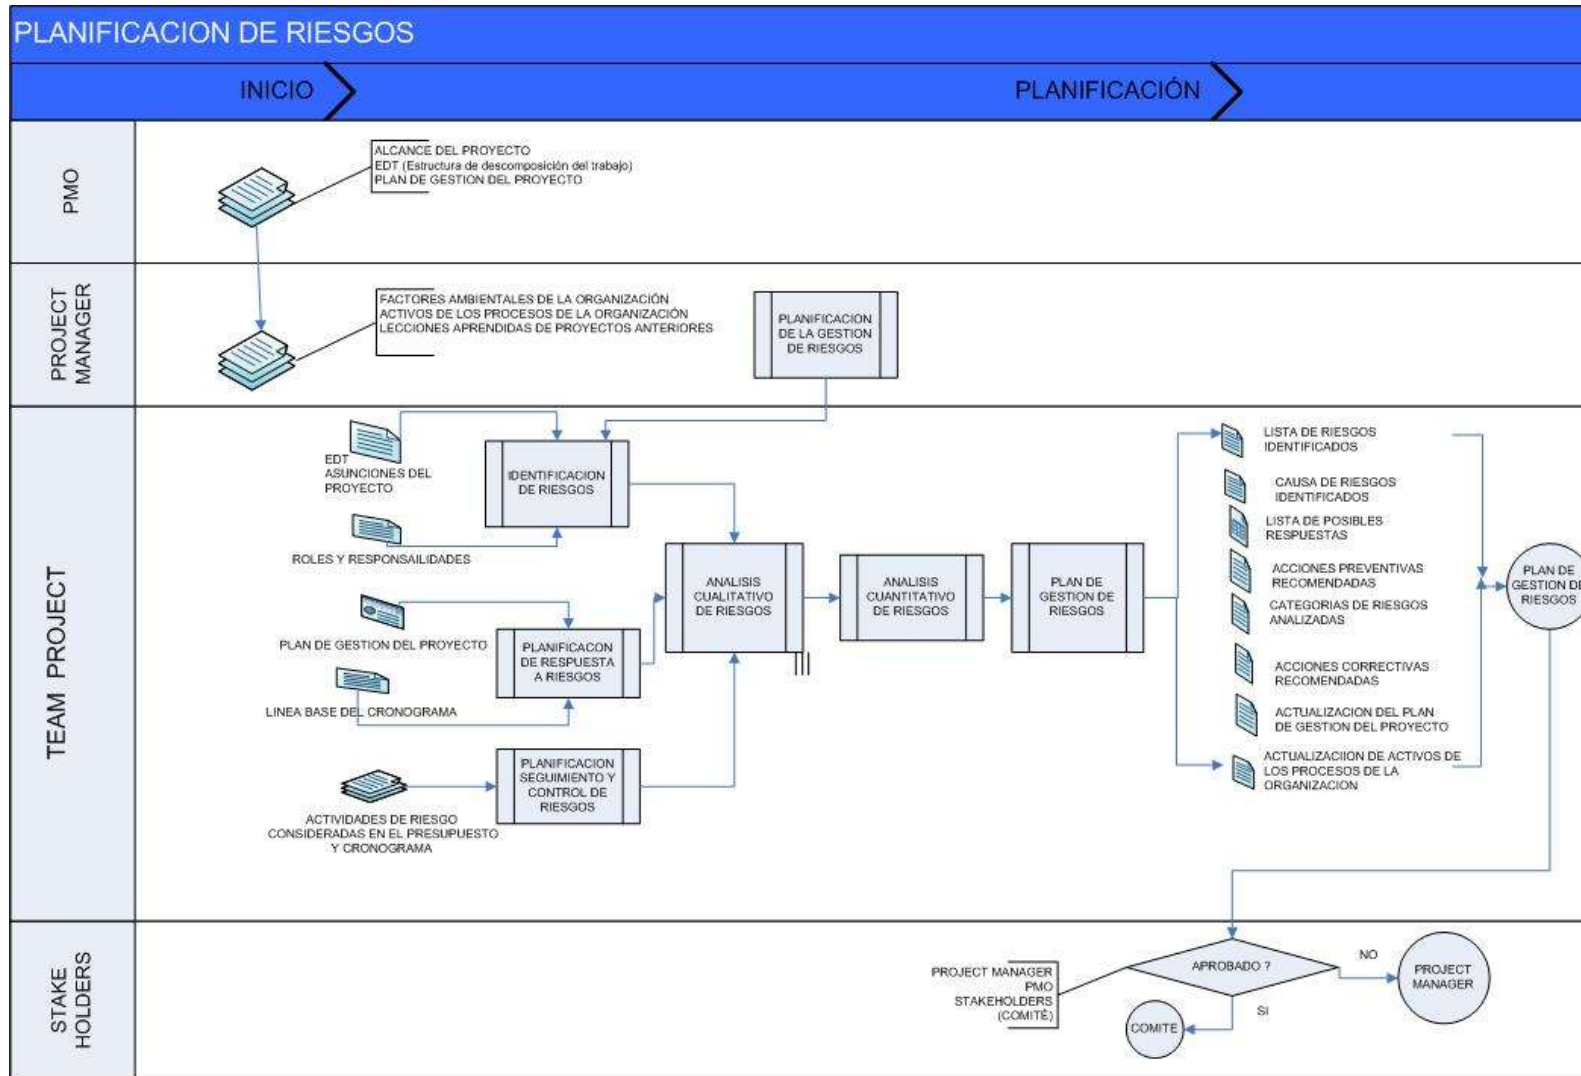 PLANIFICACION DE RIESGOS
INICIO
PLANIFICACIÓN
PMO
ALCANCE DEL PROYECTO
EDT (Estructura de descomposición del trabajo)
PLAN DE GESTION DEL PROYECTO
PROJECT
MANAGER
FACTORES AMBIENTALES DE LA ORGANIZACIÓN
ACTIVOS DE LOS PROCESOS DE LA ORGANIZACIÓN
LECCIONES APRENDIDAS DE PROYECTOS ANTERIORES
PLANIFICACION
DE LA GESTION
DE RIESGOS
TEAM PROJECT
EDT
ASUNCIONES DEL
PROYECTO
IDENTIFICACION
DE RIESGOS
ROLES Y RESPONSAILIDADES
PLAN DE GESTION DEL PROYECTO
PLANIFICACON
DE RESPUESTA
A RIESGOS
LINEA BASE DEL CRONOGRAMA
PLANIFICACION
SEGUIMIENTO Y
CONTROL DE
RIESGOS
ACTIVIDADES DE RIESGO
CONSIDERADAS EN EL PRESUPUESTO
Y CRONOGRAMA
ANALISIS
CUALITATIVO
DE RIESGOS
ANALISIS
CUANTITATIVO
DE RIESGOS
PLAN DE
GESTION DE
RIESGOS
LISTA DE RIESGOS
IDENTIFICADOS
CAUSA DE RIESGOS
IDENTIFICADOS
LISTA DE POSIBLES
RESPUESTAS
ACCIONES PREVENTIVAS
RECOMENDADAS
CATEGORIAS DE RIESGOS
ANALIZADAS
ACCIONES CORRECTIVAS
RECOMENDADAS
ACTUALIZACION DEL PLAN
DE GESTION DEL PROYECTO
ACTUALIZACIION DE ACTIVOS DE
LOS PROCESOS DE LA
ORGANIZACION
PLAN DE
GESTION DE
RIESGOS
STAKE
HOLDERS
PROJECT MANAGER
PMO
STAKEHOLDERS
(COMITÉ)
APROBADO ?
NO
PROJECT
MANAGER
SI
COMITE